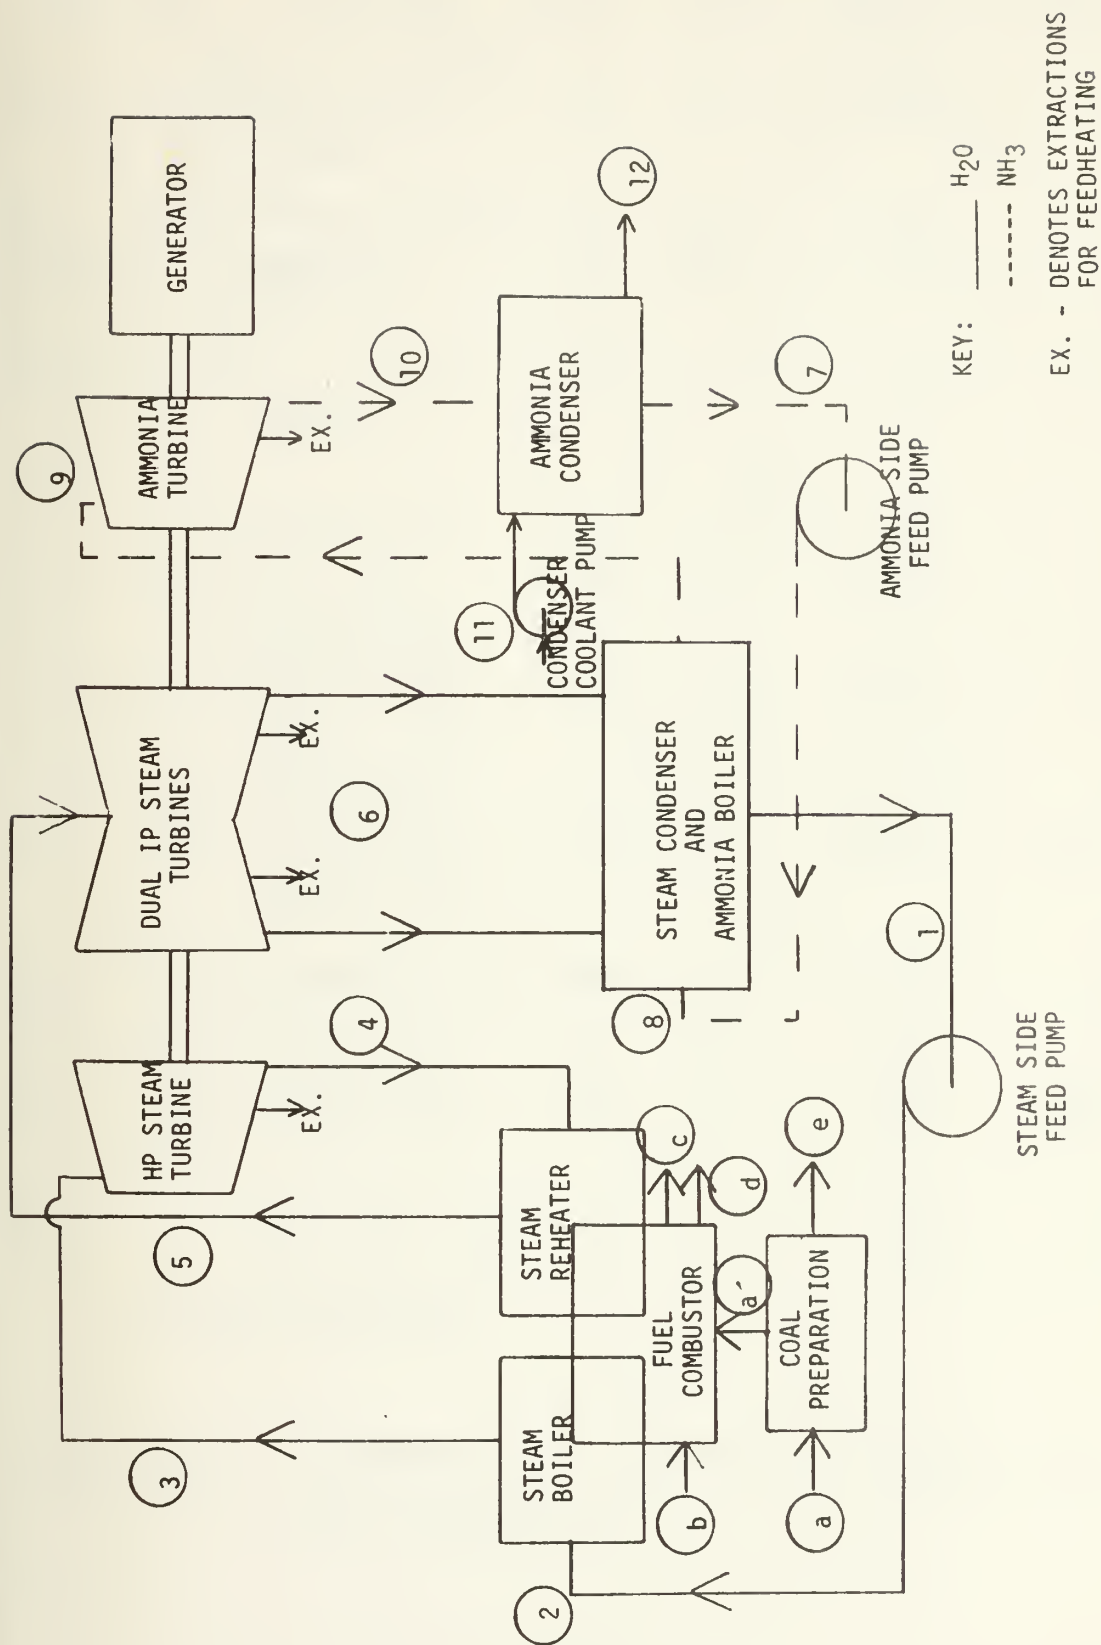 HP STEAM
TURBINE
DUAL IP STEAM
TURBINES
AMMONIA
TURBINE
GENERATOR
9
3
5
4
6
10
EX.
EX.
EX.
EX.
11
12
2
STEAM
BOILER
STEAM
REHEATER
CONDENSER
COOLANT PUMP
AMMONIA
CONDENSER
8
STEAM CONDENSER
AND
AMMONIA BOILER
b
FUEL
COMBUSTOR
c
d
a´
a
COAL
PREPARATION
e
7
1
AMMONIA SIDE
FEED PUMP
STEAM SIDE
FEED PUMP
KEY: H2O
NH3
EX. - DENOTES EXTRACTIONS
FOR FEEDHEATING